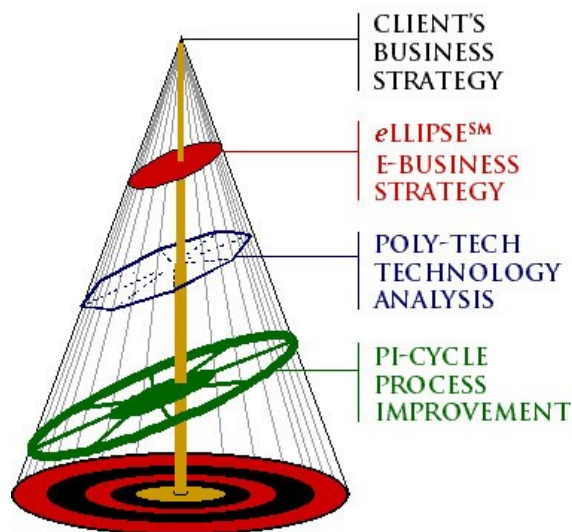 CLIENT'S
BUSINESS
STRATEGY
eLLIPSE℠
E-BUSINESS
STRATEGY
POLY-TECH
TECHNOLOGY
ANALYSIS
PI-CYCLE
PROCESS
IMPROVEMENT